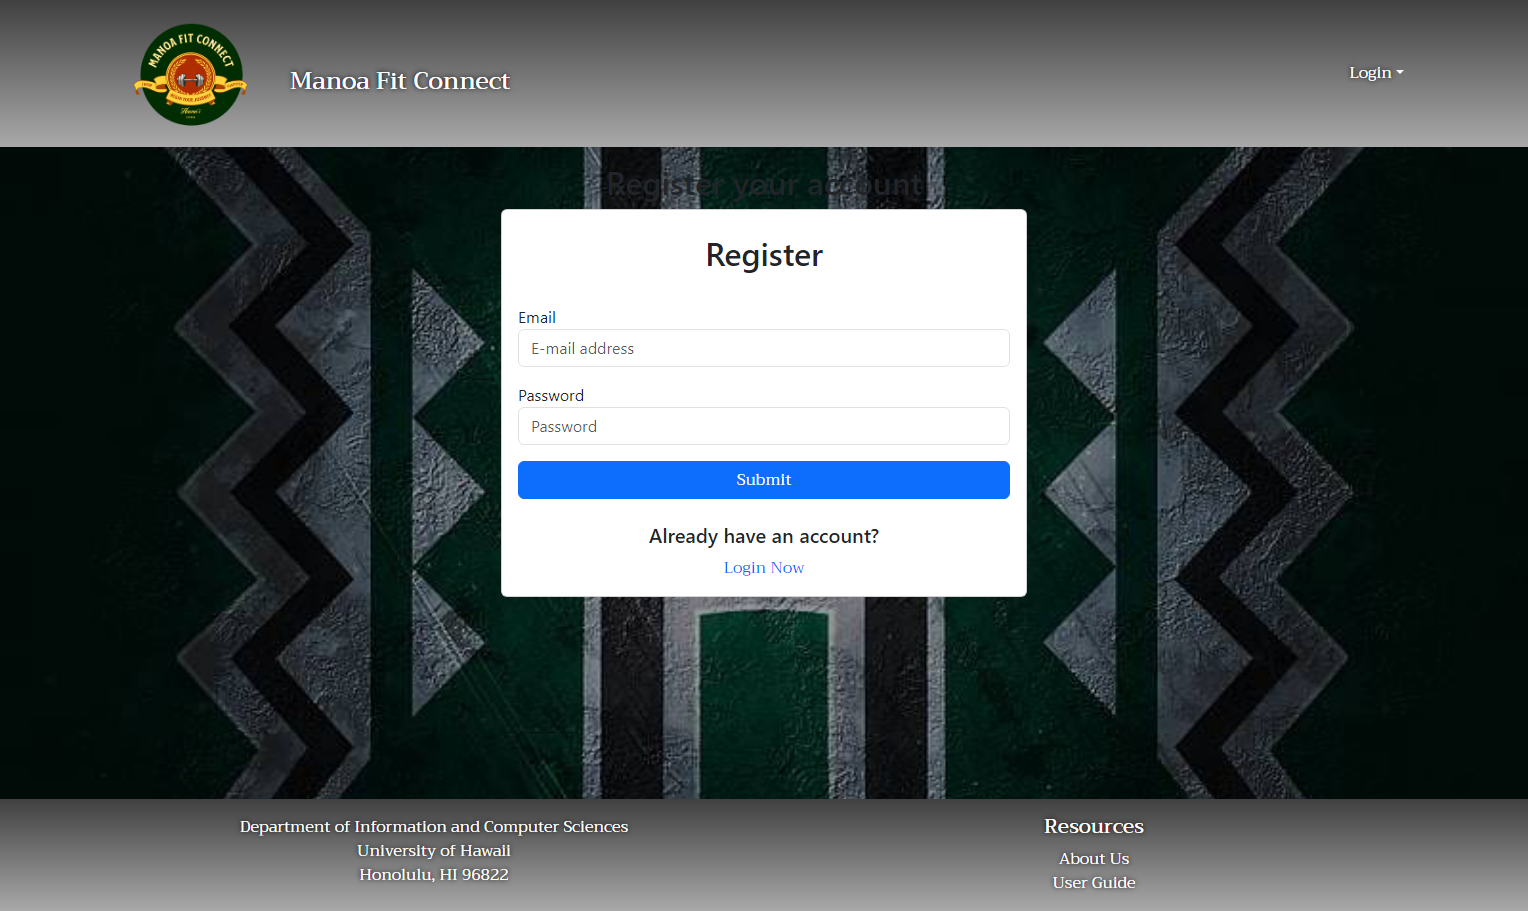 MANOA FIT CONNECT
Manoa Fit Connect
Login
Register your account
Register
Email
E-mail address
Password
Password
Submit
Already have an account?
Login Now
Department of Information and Computer Sciences
University of Hawaii
Honolulu, HI 96822
Resources
About Us
User Guide